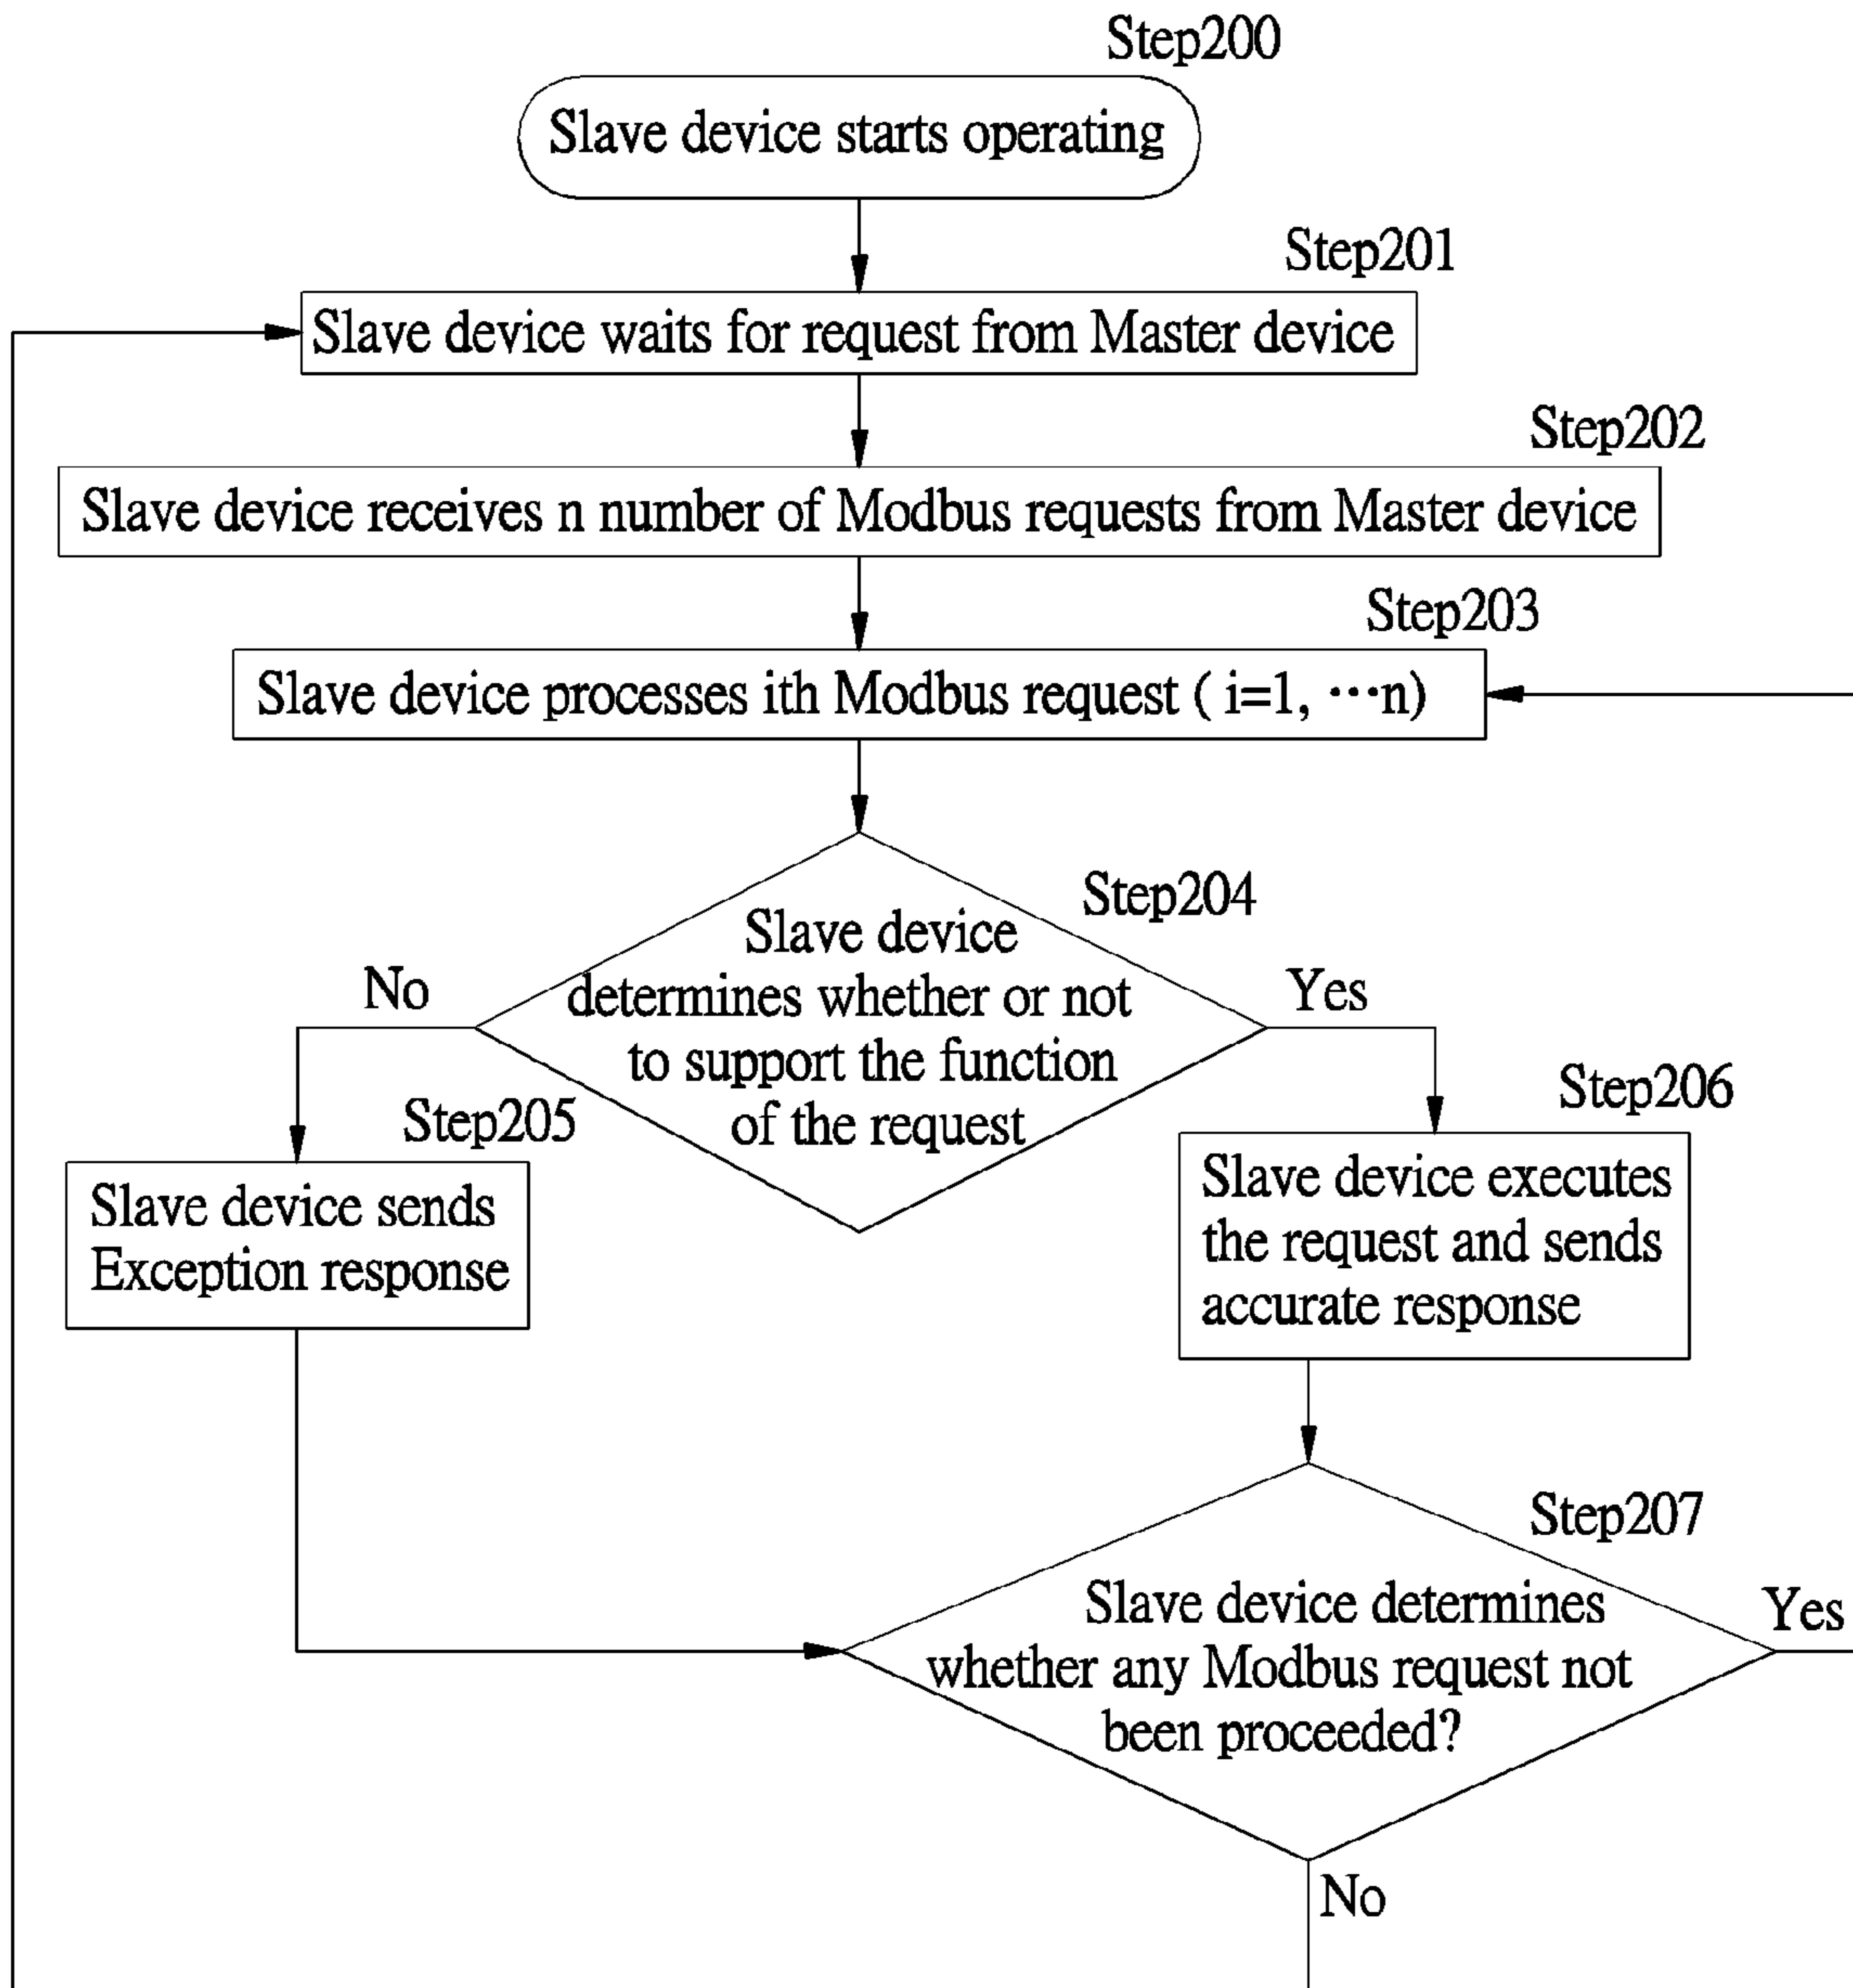 Step200
Slave device starts operating
Step201
Slave device waits for request from Master device
Step202
Slave device receives n number of Modbus requests from Master device
Step203
Slave device processes ith Modbus request ( i=1, ···n)
Step204
Slave device
determines whether or not
to support the function
of the request
No
Yes
Step205
Slave device sends
Exception response
Step206
Slave device executes
the request and sends
accurate response
Step207
Slave device determines
whether any Modbus request not
been proceeded?
Yes
No